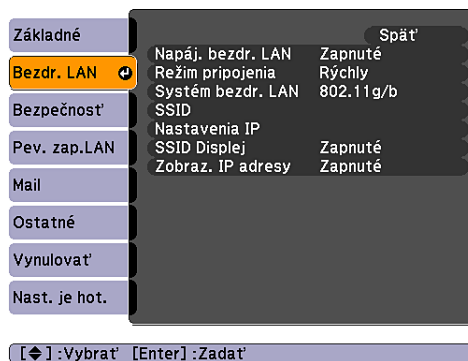 Základné
Bezdr. LAN
Bezpečnosť
Pev. zap.LAN
Mail
Ostatné
Vynulovať
Nast. je hot.
Späť
Napáj. bezdr. LAN Zapnuté
Režim pripojenia Rýchly
Systém bezdr. LAN 802.11g/b
SSID
Nastavenia IP
SSID Displej Zapnuté
Zobraz. IP adresy Zapnuté
[◆] :Vybrať [Enter] :Zadať